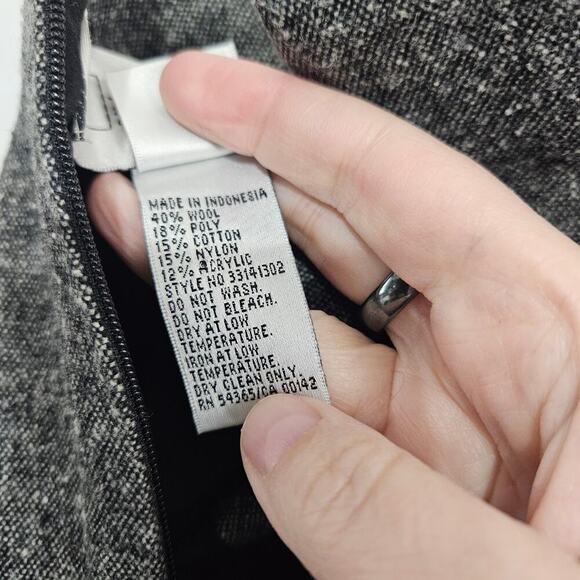 MADE IN INDONESIA
40% WOOL
18% POLY
15% COTTON
15% NYLON
12% ACRYLIC
STYLE NO 33141302
DO NOT WASH.
DO NOT BLEACH.
DRY AT LOW
TEMPERATURE.
IRON AT LOW
TEMPERATURE.
DRY CLEAN ONLY.
RN 54365/CA 00142